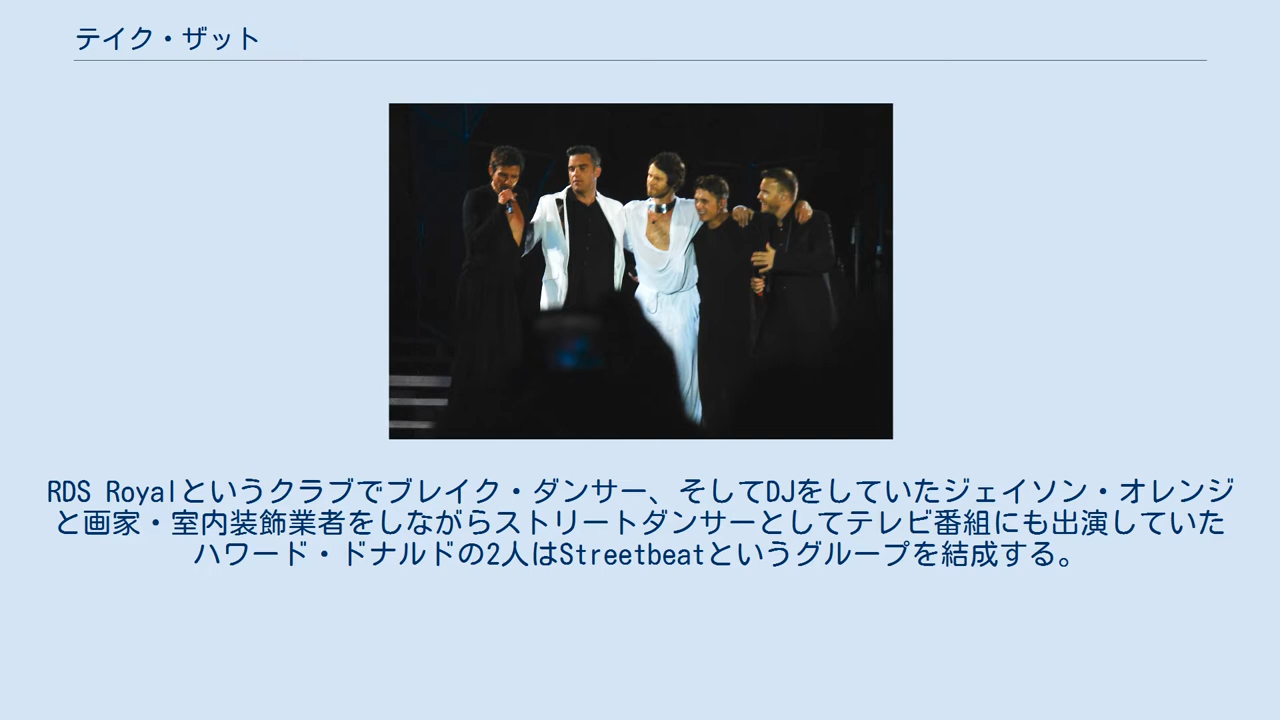 テイク・ザット
RDS Royalというクラブでブレイク・ダンサー、そしてDJをしていたジェイソン・オレンジ
と画家・室内装飾業者をしながらストリートダンサーとしてテレビ番組にも出演していた
ハワード・ドナルドの2人はStreetbeatというグループを結成する。